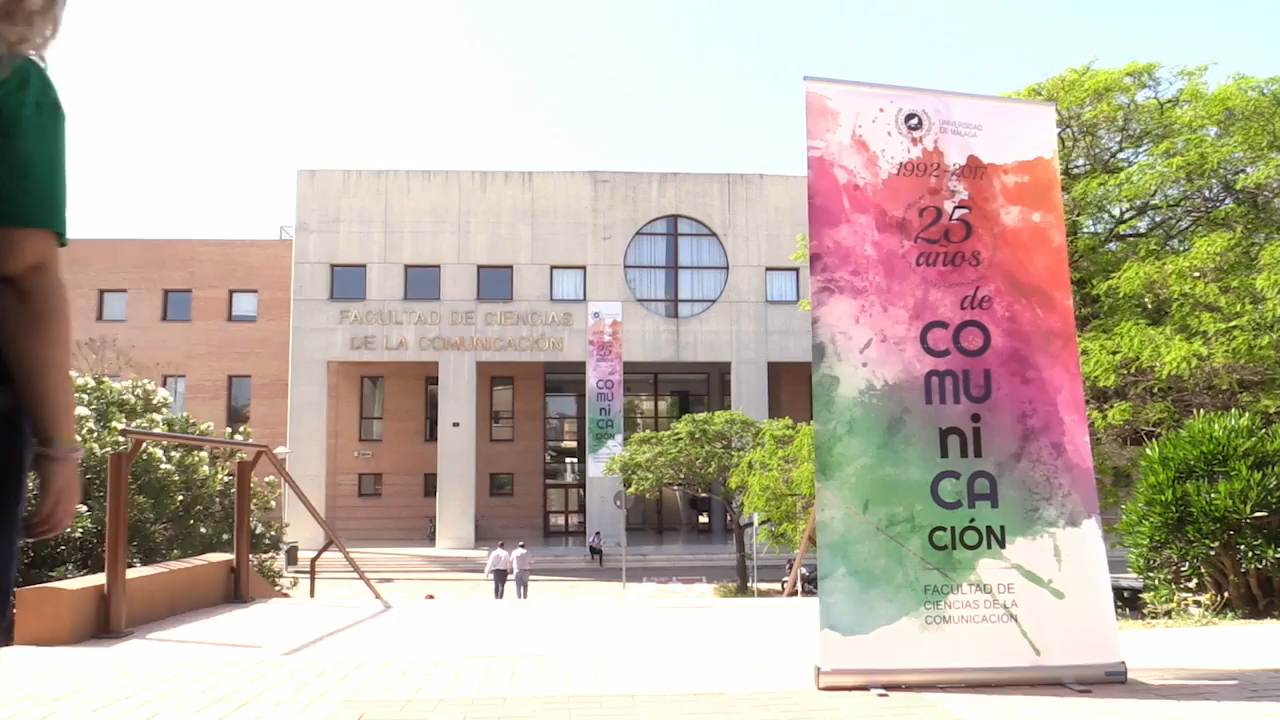 FACULTAD DE CIENCIAS
DE LA COMUNICACIÓN
25
años
CO
MU
ni
CA
CIÓN
UNIVERSIDAD
DE MÁLAGA
1992-2017
25
años
de
CO
MU
ni
CA
CIÓN
FACULTAD DE
CIENCIAS DE LA
COMUNICACIÓN